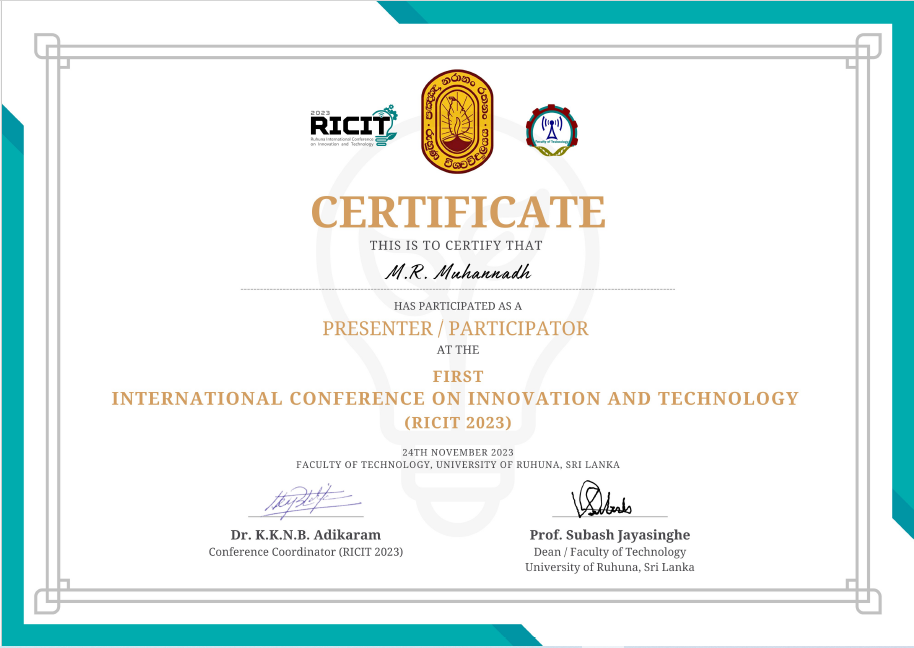 2023
RICIT
Ruhuna International Conference
on Innovation and Technology
Faculty of Technology
CERTIFICATE
THIS IS TO CERTIFY THAT
M.R. Muhannadh
HAS PARTICIPATED AS A
PRESENTER / PARTICIPATOR
AT THE
FIRST
INTERNATIONAL CONFERENCE ON INNOVATION AND TECHNOLOGY
(RICIT 2023)
24TH NOVEMBER 2023
FACULTY OF TECHNOLOGY, UNIVERSITY OF RUHUNA, SRI LANKA
Dr. K.K.N.B. Adikaram
Conference Coordinator (RICIT 2023)
Prof. Subash Jayasinghe
Dean / Faculty of Technology
University of Ruhuna, Sri Lanka